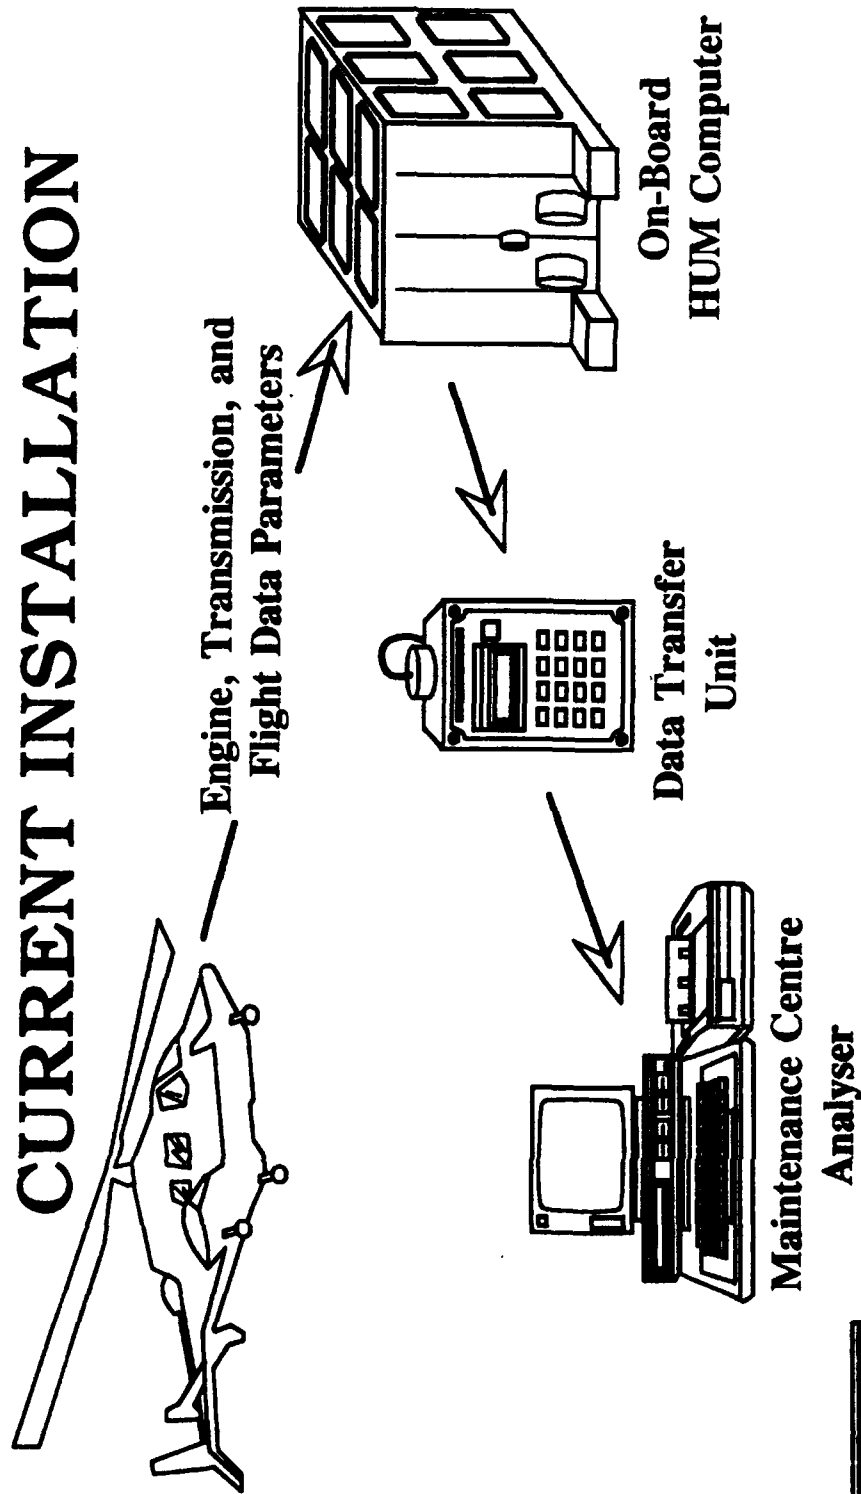 CURRENT INSTALLATION
Engine, Transmission, and
Flight Data Parameters
On-Board
HUM Computer
Data Transfer
Unit
Maintenance Centre
Analyser